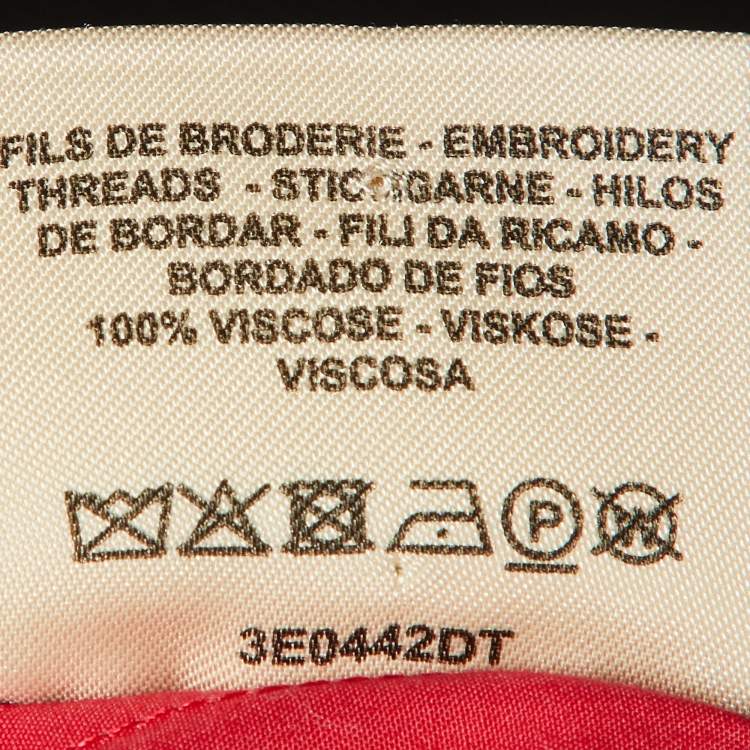 FILS DE BRODERIE - EMBROIDERY
THREADS - STICKGARNE - HILOS
DE BORDAR - FILI DA RICAMO -
BORDADO DE FIOS
100% VISCOSE - VISKOSE -
VISCOSA
P W
3E0442DT